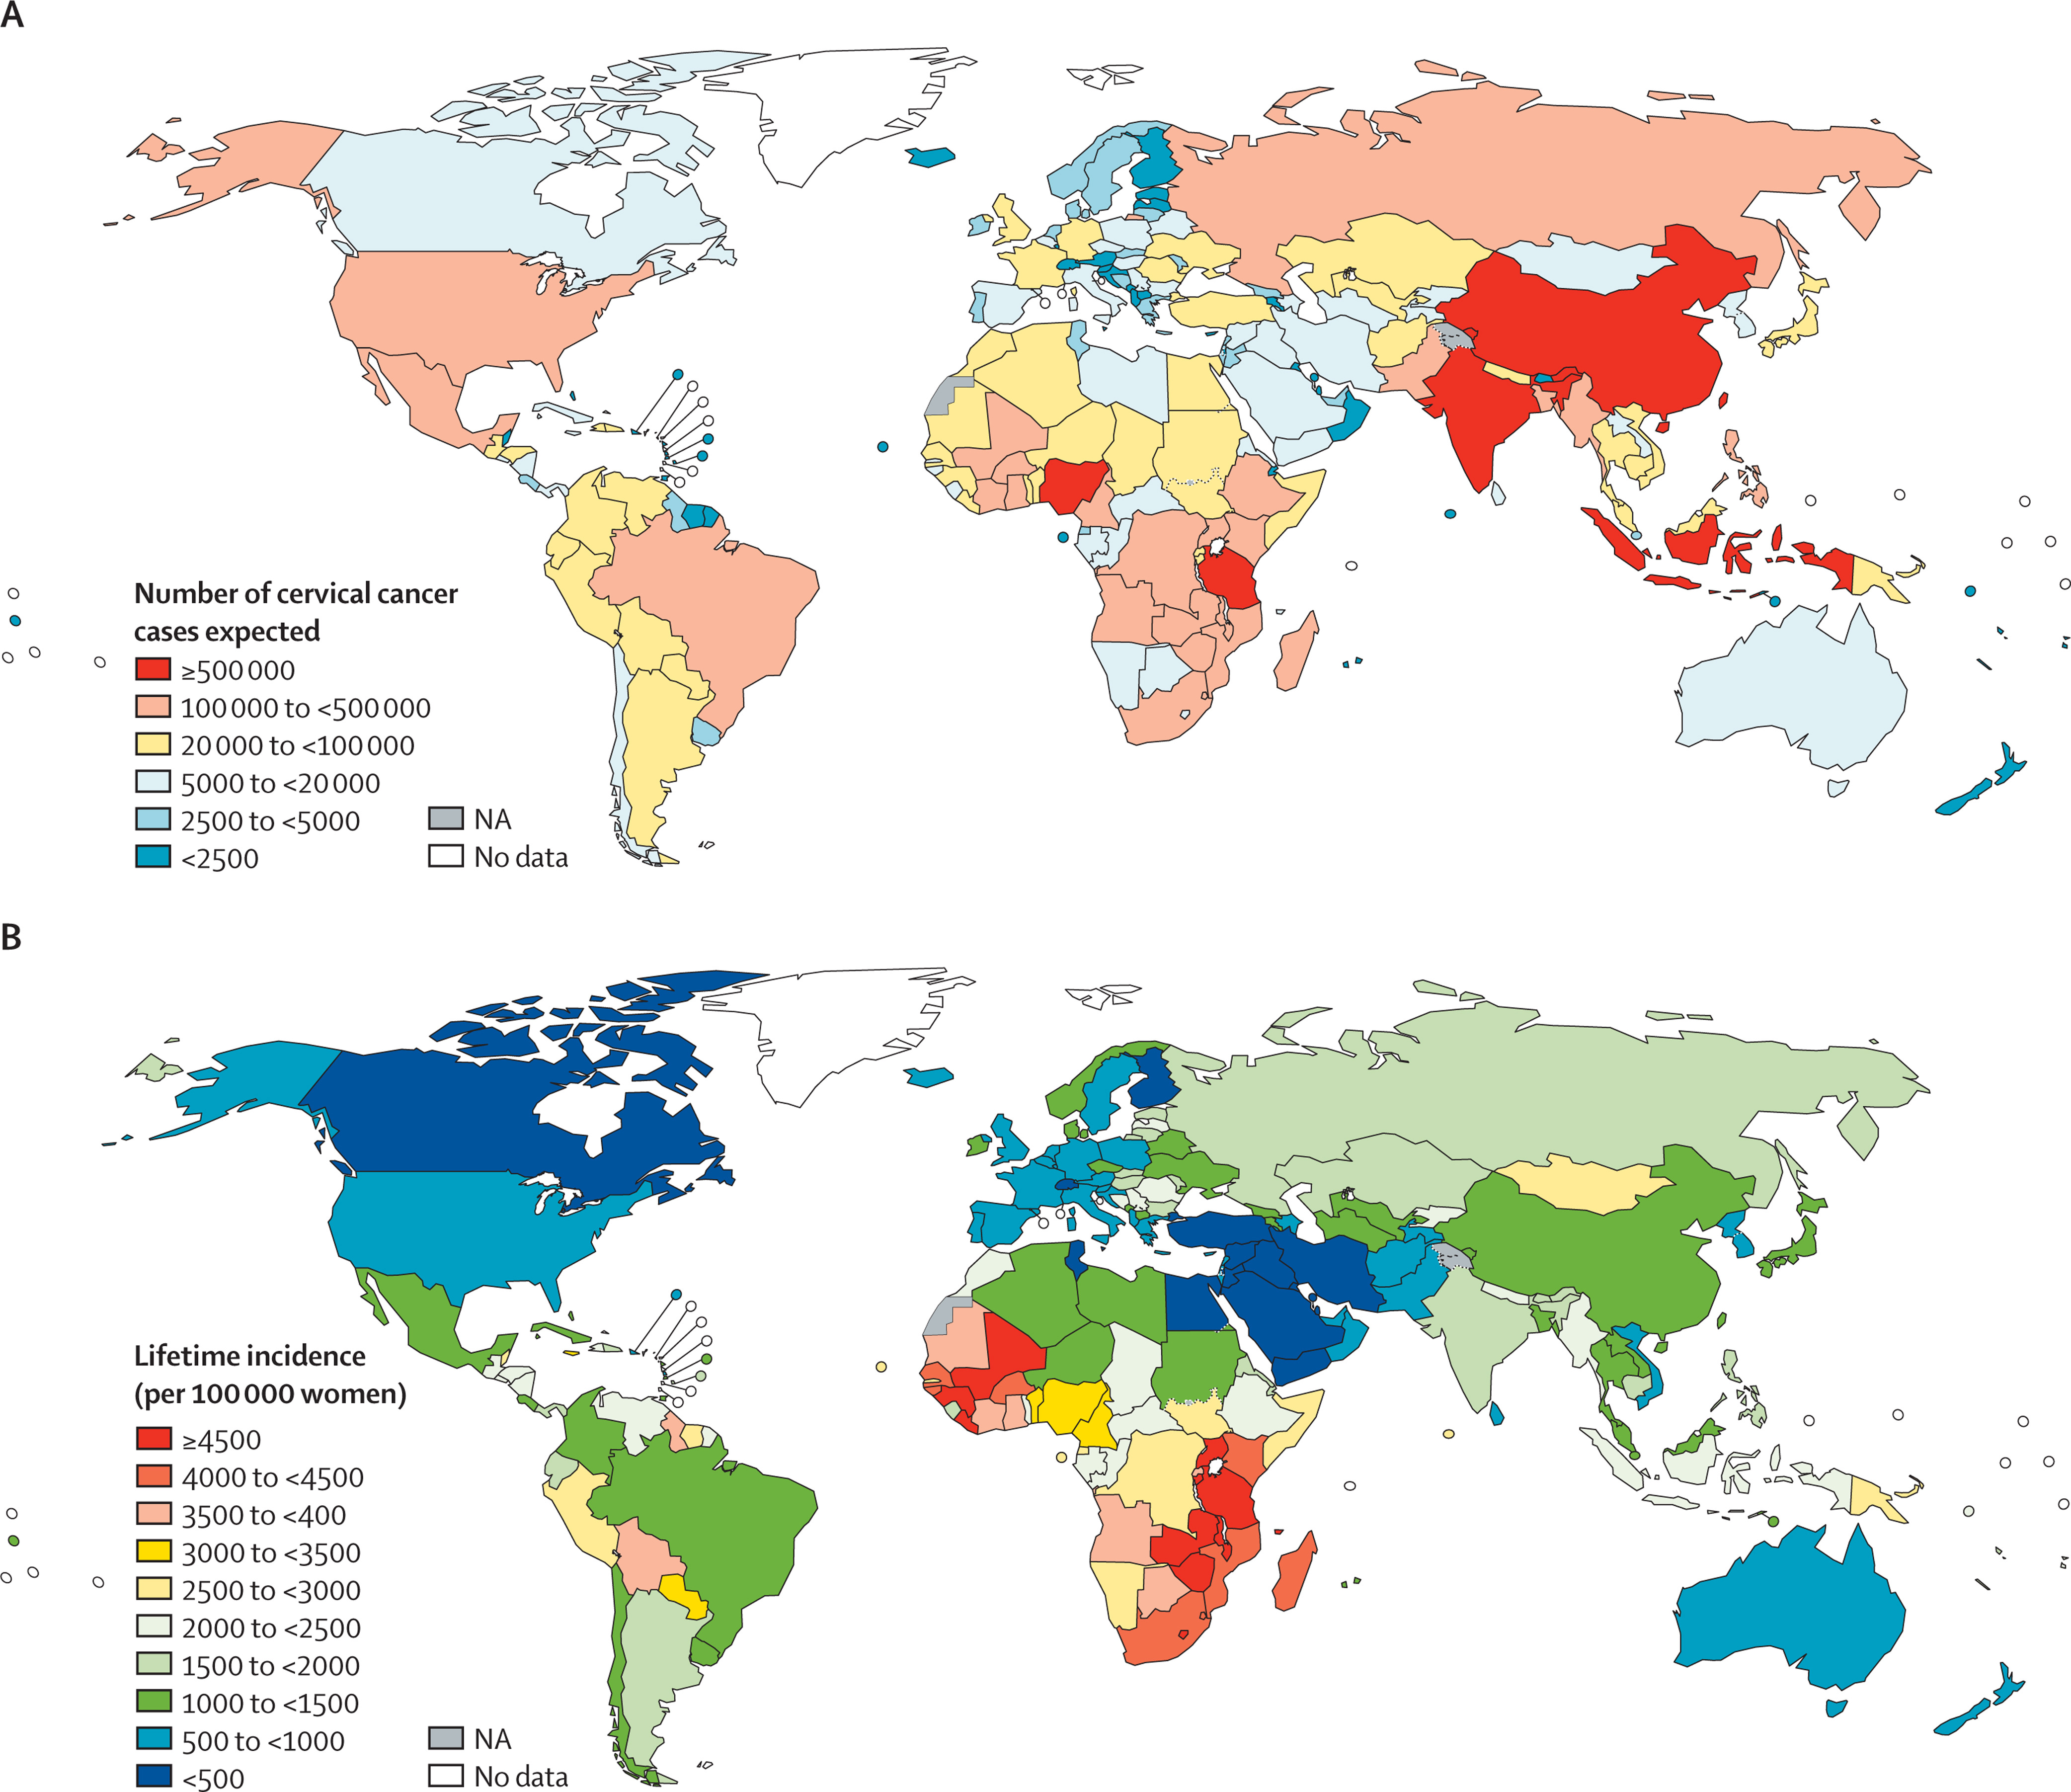 A
Number of cervical cancer
cases expected
≥500 000
100 000 to <500 000
20 000 to <100 000
5000 to <20 000
2500 to <5000
<2500
NA
No data
B
Lifetime incidence
(per 100 000 women)
≥4500
4000 to <4500
3500 to <400
3000 to <3500
2500 to <3000
2000 to <2500
1500 to <2000
1000 to <1500
500 to <1000
<500
NA
No data